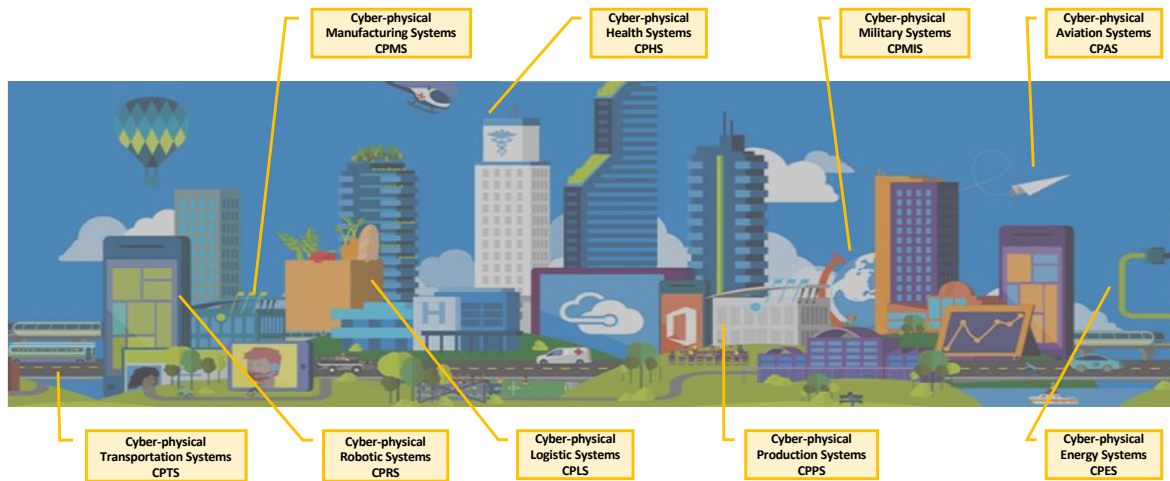 Cyber-physical
Manufacturing Systems
CPMS
Cyber-physical
Health Systems
CPHS
Cyber-physical
Military Systems
CPMIS
Cyber-physical
Aviation Systems
CPAS
H
Cyber-physical
Transportation Systems
CPTS
Cyber-physical
Robotic Systems
CPRS
Cyber-physical
Logistic Systems
CPLS
Cyber-physical
Production Systems
CPPS
Cyber-physical
Energy Systems
CPES